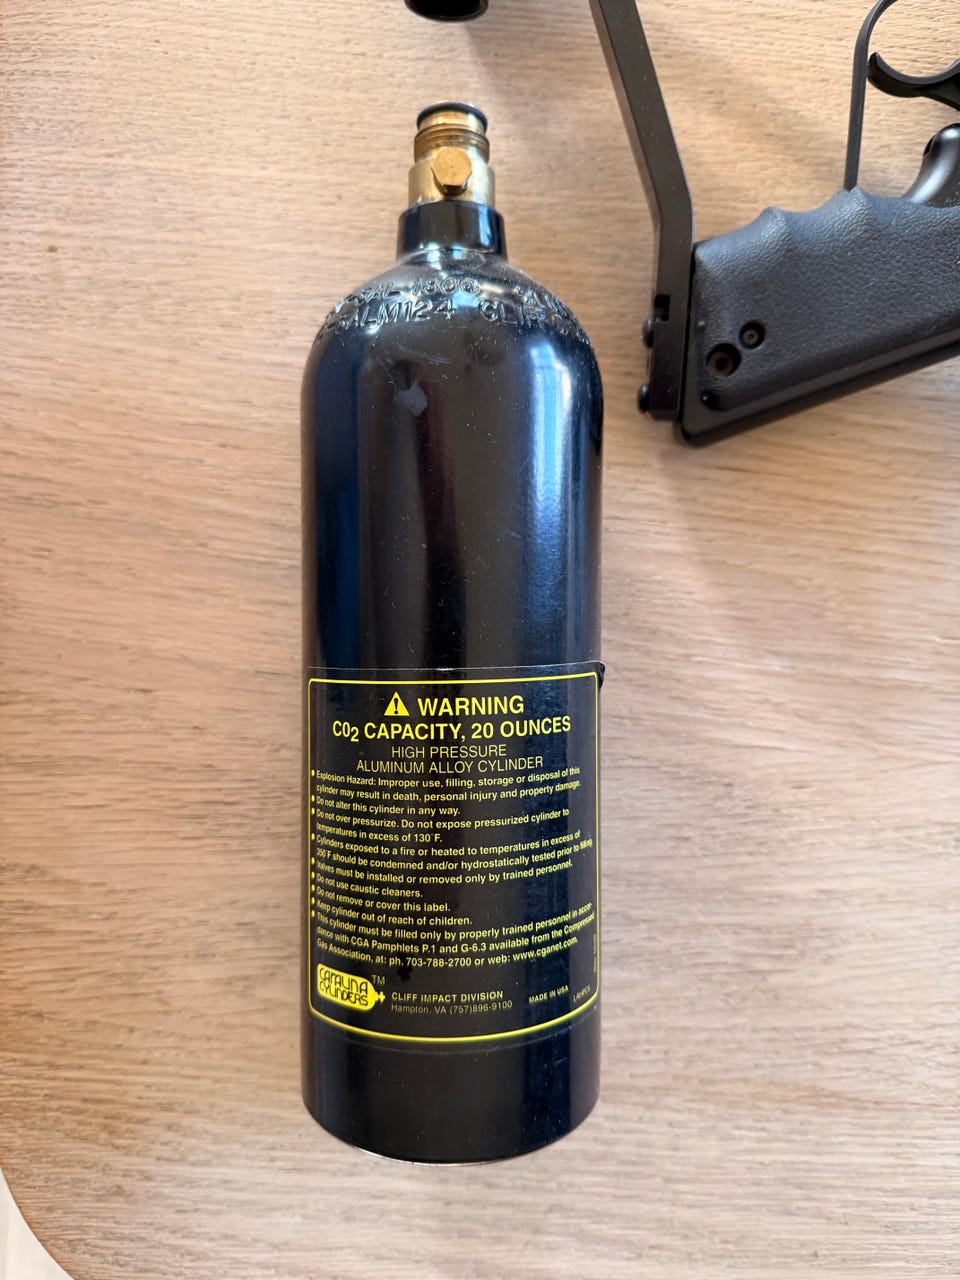 1800
M124
WARNING
CO2 CAPACITY, 20 OUNCES
HIGH PRESSURE
ALUMINUM ALLOY CYLINDER
• Explosion Hazard: Improper use, filling, storage or disposal of this
cylinder may result in death, personal injury and property damage.
• Do not alter this cylinder in any way.
• Do not over pressurize. Do not expose pressurized cylinder to
temperatures in excess of 130°F.
• Cylinders exposed to a fire or heated to temperatures in excess of
350°F should be condemned and/or hydrostatically tested prior to filling.
• Valves must be installed or removed only by trained personnel.
• Do not use caustic cleaners.
• Do not remove or cover this label.
• Keep cylinder out of reach of children.
• This cylinder must be filled only by properly trained personnel in accor-
dance with CGA Pamphlets P.1 and G-6.3 available from the Compressed
Gas Association, at: ph. 703-788-2700 or web: www.cganet.com.
CATALINA
CYLINDERS
TM
CLIFF IMPACT DIVISION
Hampton, VA (757)896-9100
MADE IN USA